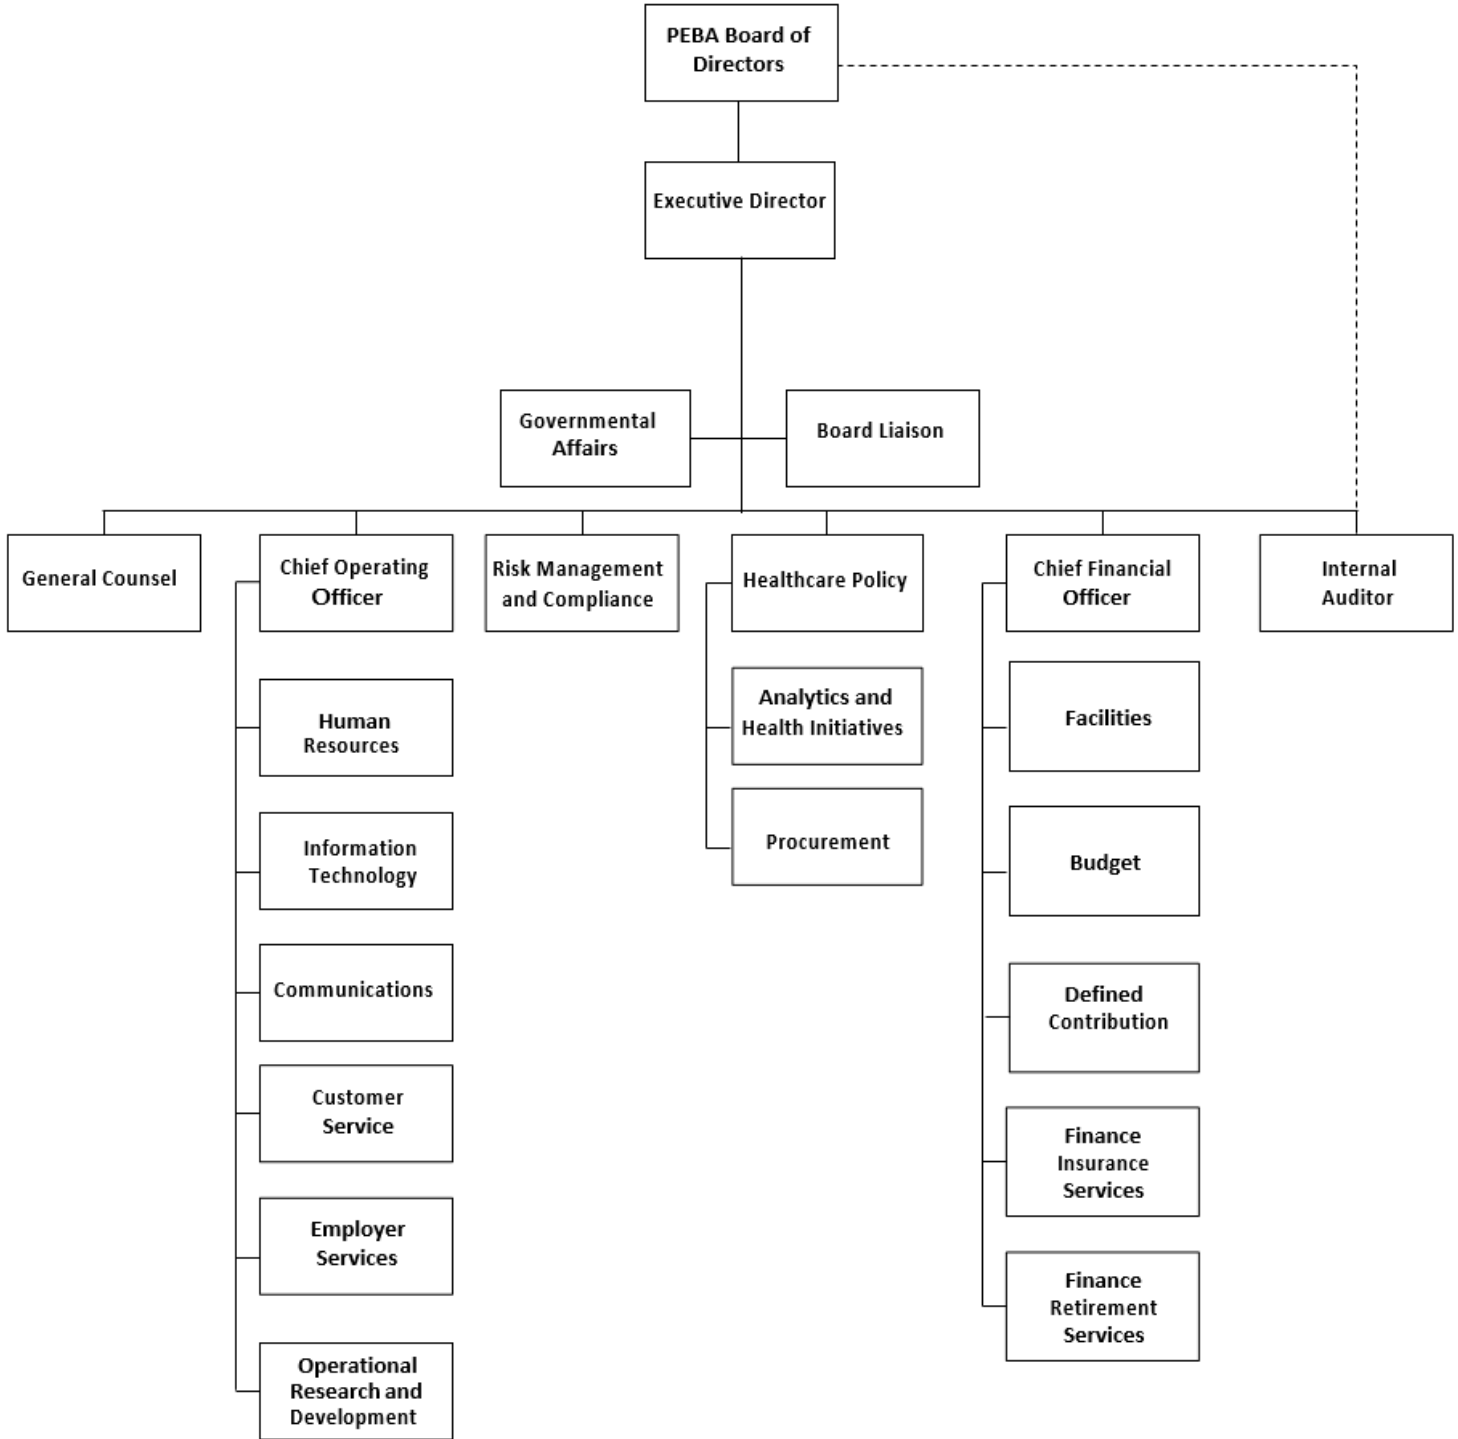 PEBA Board of
Directors
Executive Director
Governmental
Affairs
Board Liaison
General Counsel
Chief Operating
Officer
Risk Management
and Compliance
Healthcare Policy
Chief Financial
Officer
Internal
Auditor
Human
Resources
Information
Technology
Communications
Customer
Service
Employer
Services
Operational
Research and
Development
Analytics and
Health Initiatives
Procurement
Facilities
Budget
Defined
Contribution
Finance
Insurance
Services
Finance
Retirement
Services